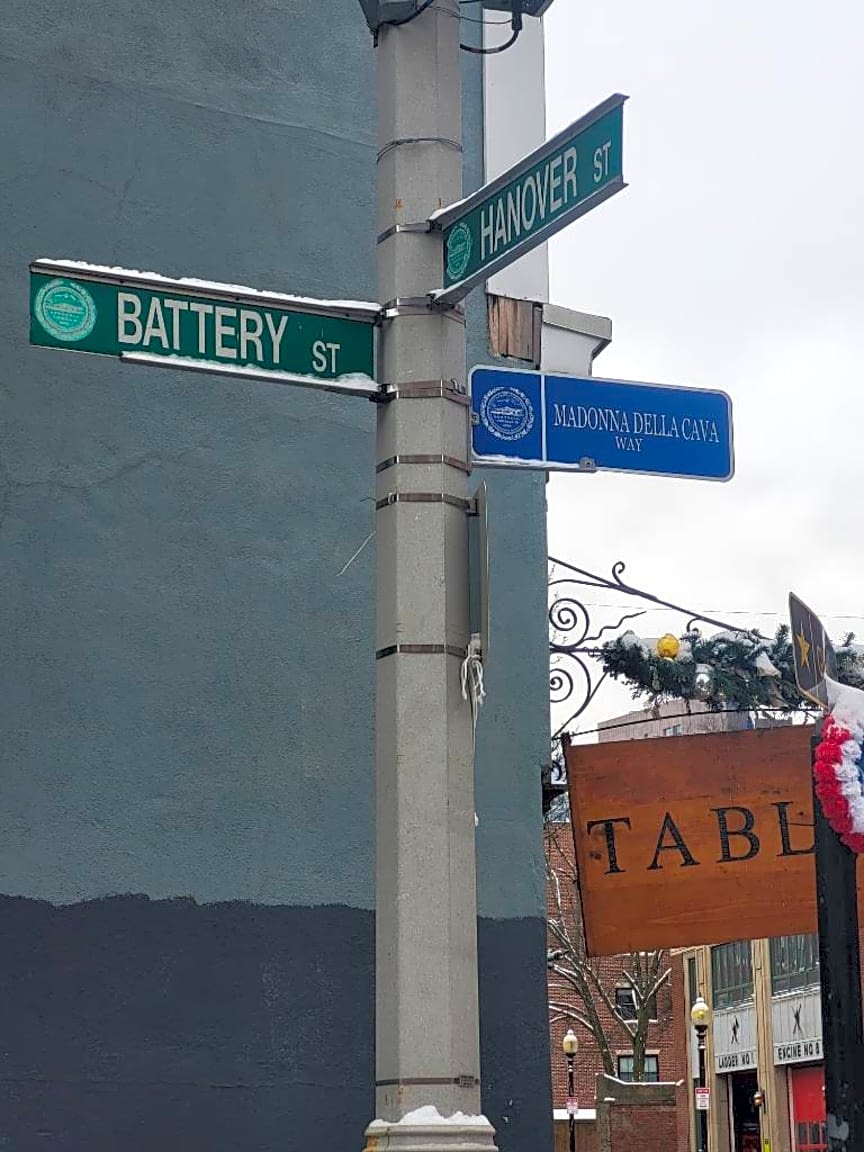 HANOVER ST
BATTERY ST
MADONNA DELLA CAVA
WAY
TABL
LADDER NO 1
ENGINE NO 8